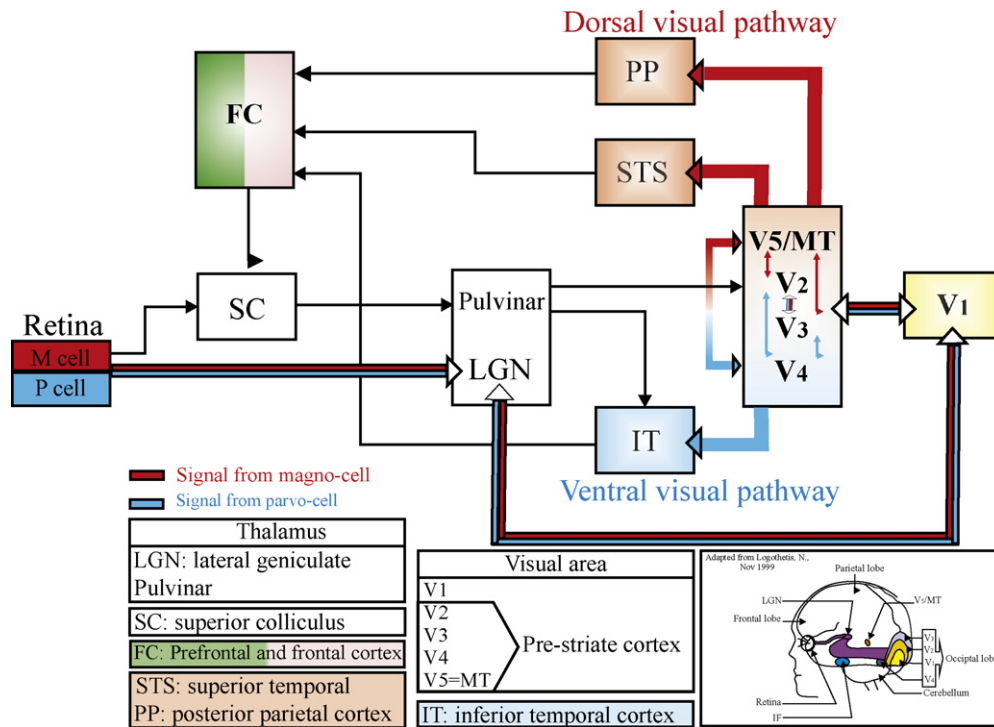 Dorsal visual pathway
PP
FC
STS
V5/MT
V2
V3
V4
V1
Pulvinar
LGN
SC
Retina
M cell
P cell
IT
Ventral visual pathway
Signal from magno-cell
Signal from parvo-cell
Thalamus
LGN: lateral geniculate
Pulvinar
SC: superior colliculus
FC: Prefrontal and frontal cortex
STS: superior temporal
PP: posterior parietal cortex
Visual area
V1
V2
V3
V4
V5=MT
Pre-striate cortex
IT: inferior temporal cortex
Adapted from Logothetis, N.,
Nov 1999
Parietal lobe
LGN
V5/MT
Frontal lobe
V3
V2
V1
V4
Occiptal lob
Cerebellum
Retina
IF